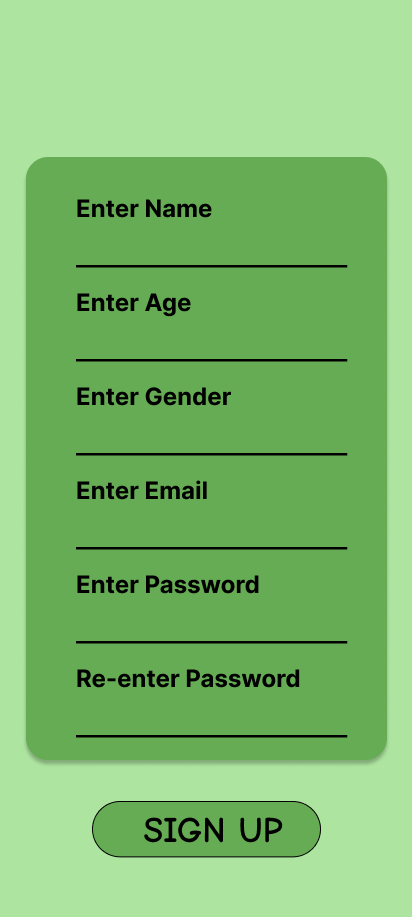 Enter Name
Enter Age
Enter Gender
Enter Email
Enter Password
Re-enter Password
SIGN UP